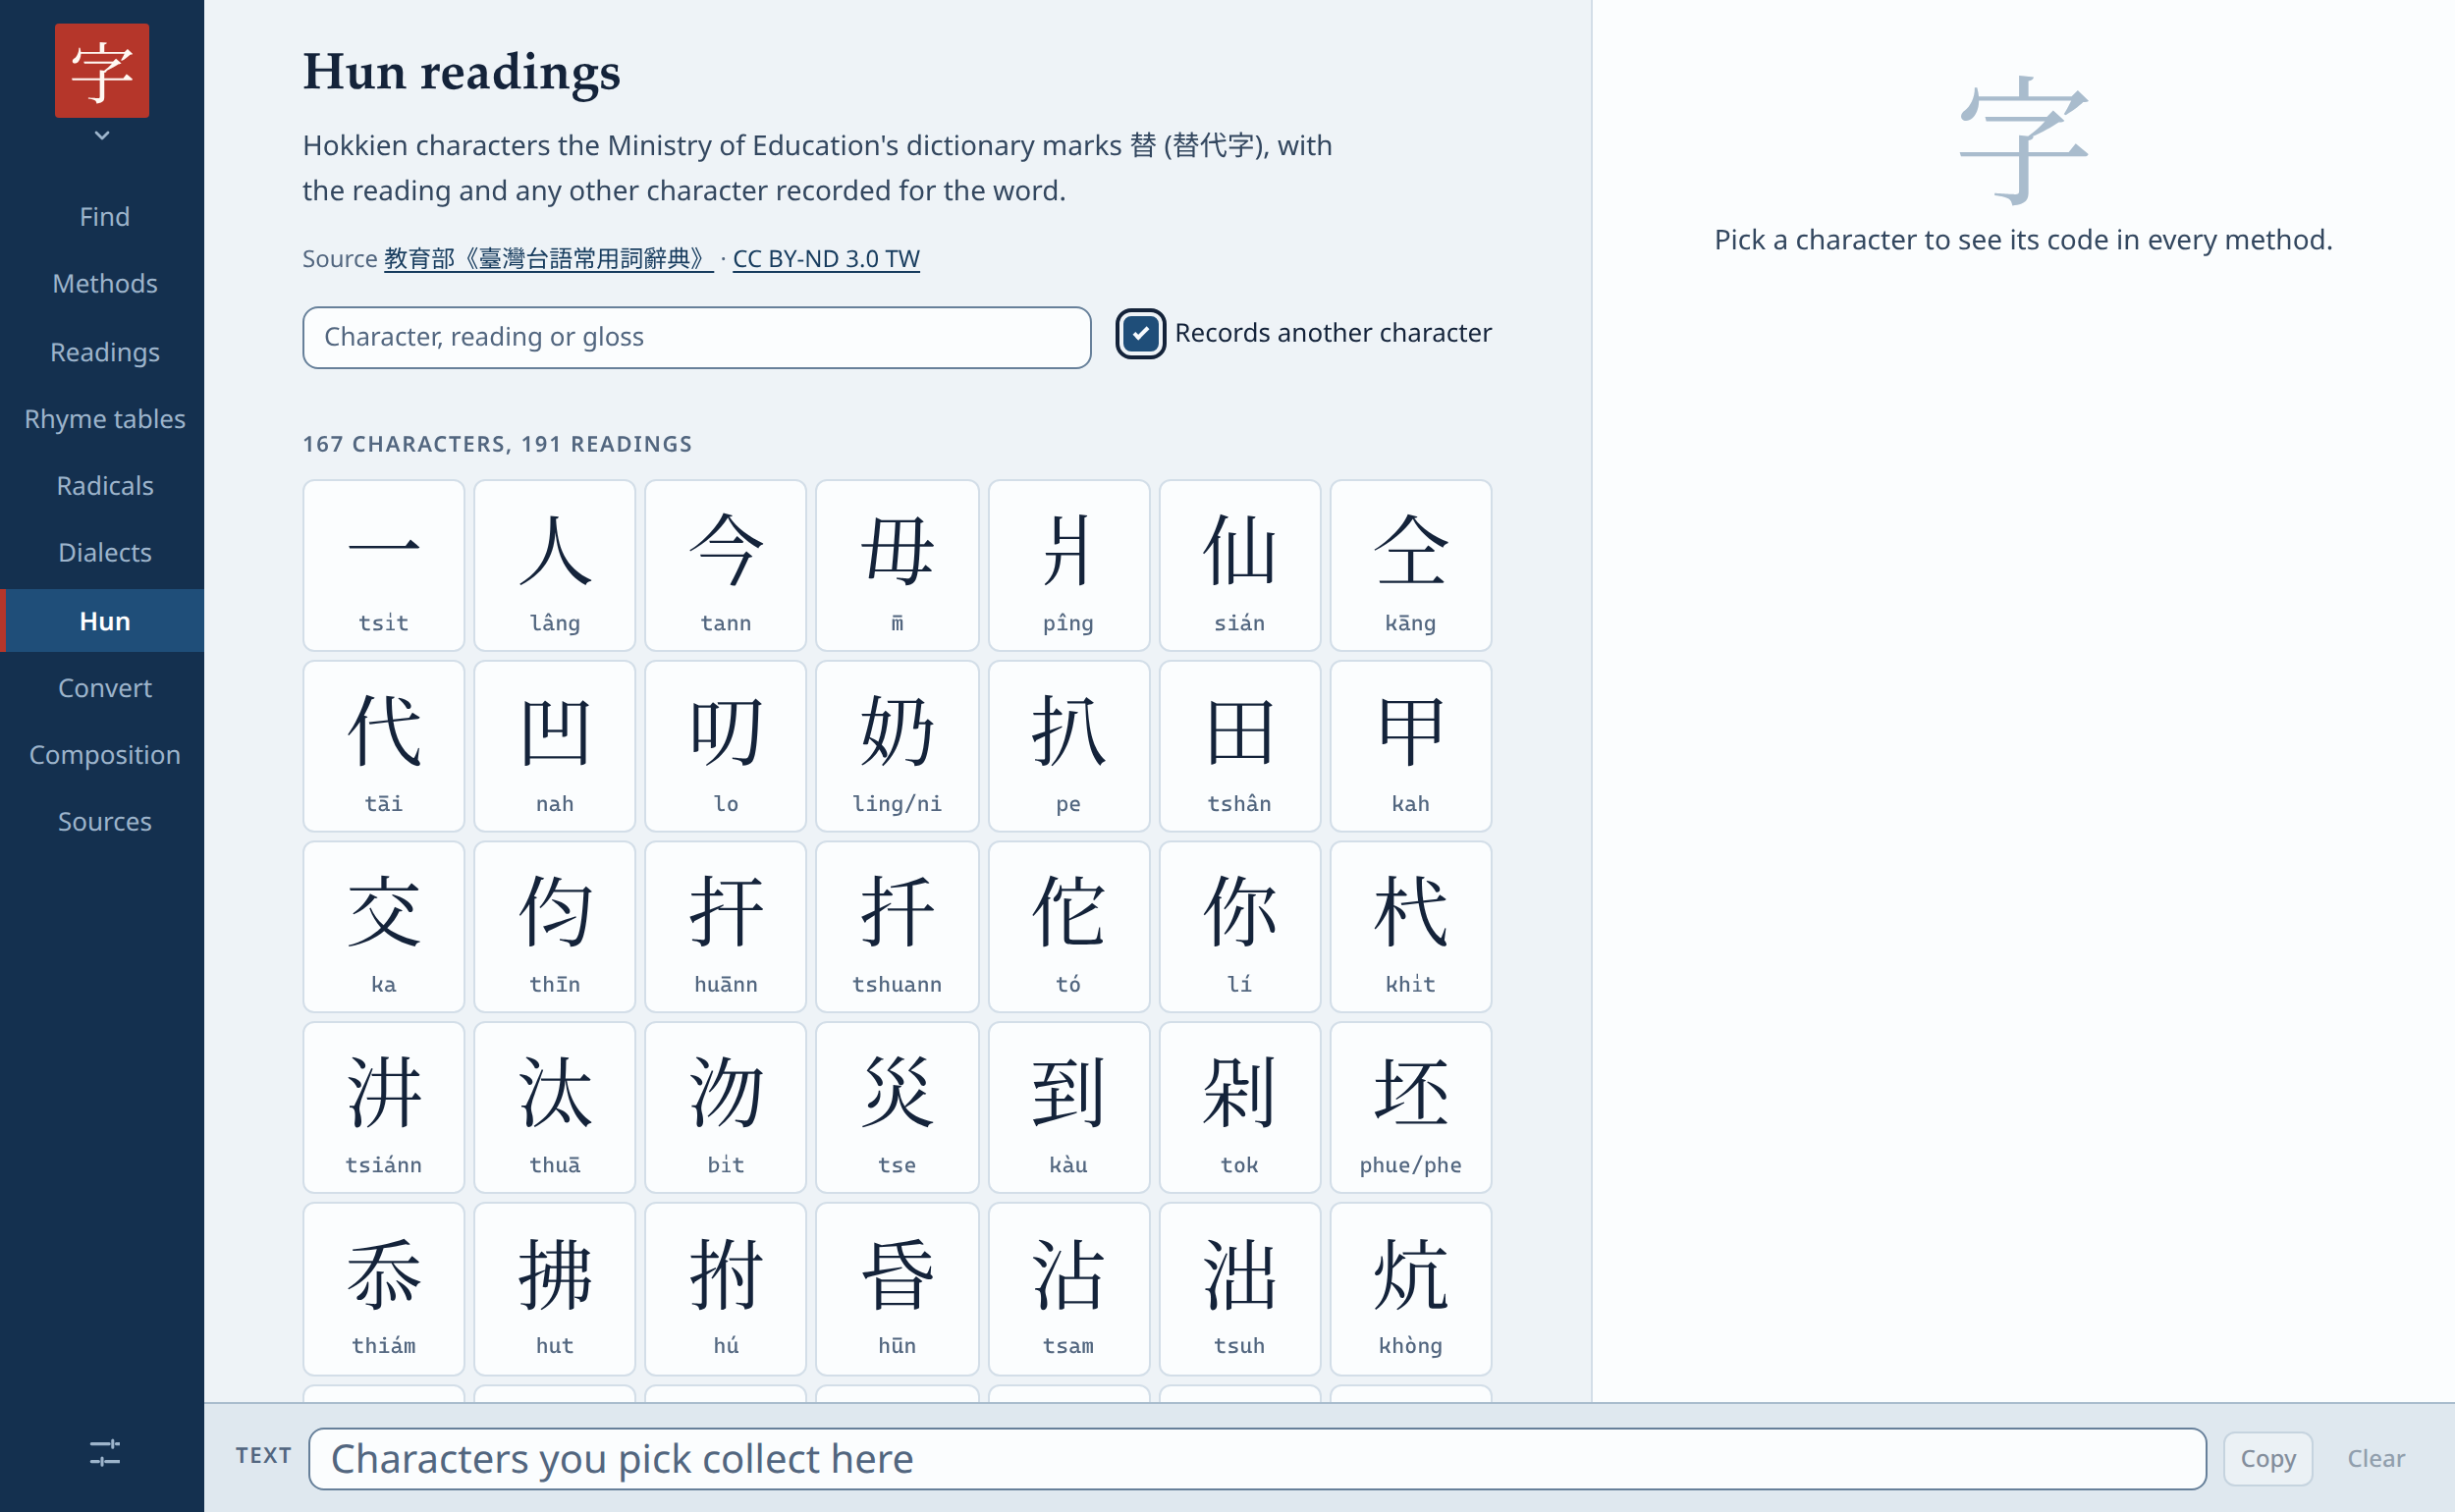 字
Find
Methods
Readings
Rhyme tables
Radicals
Dialects
Hun
Convert
Composition
Sources
Hun readings
Hokkien characters the Ministry of Education's dictionary marks 替 (替代字), with
the reading and any other character recorded for the word.
Source 教育部《臺灣台語常用詞辭典》 · CC BY-ND 3.0 TW
Character, reading or gloss
Records another character
167 CHARACTERS, 191 READINGS
一 人 今 毋 爿 仙 仝
tsi̍t lâng tann m̄ pîng sián kāng
代 凹 叨 奶 扒 田 甲
tāi nah lo ling/ni pe tshân kah
交 伨 扞 扦 佗 你 杙
ka thīn huānn tshuann tó lí khi̍t
汫 汰 沕 災 到 剁 坯
tsiánn thuā bi̍t tse kàu tok phue/phe
忝 拂 拊 昏 沾 泏 炕
thiám hut hú hūn tsam tsuh khòng
字
Pick a character to see its code in every method.
TEXT
Characters you pick collect here
Copy
Clear